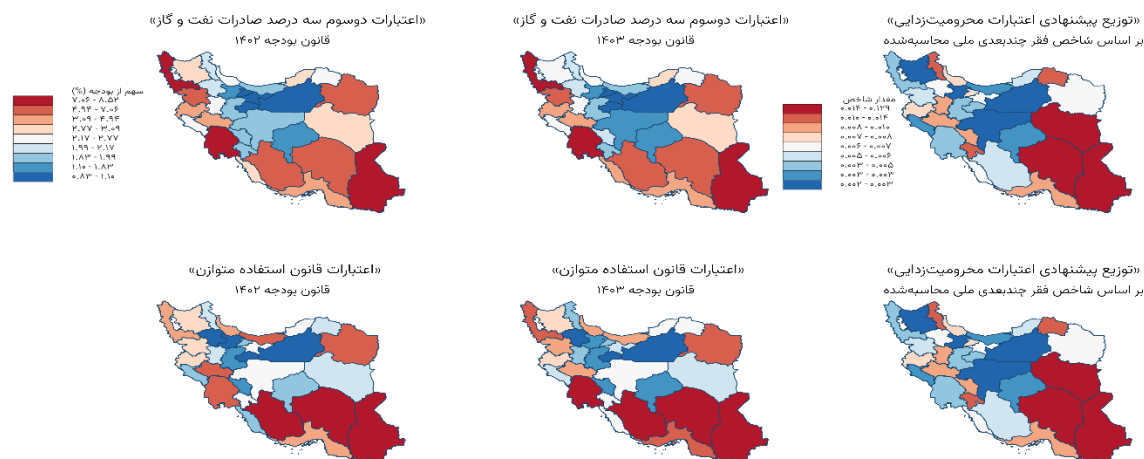 «توزیع پیشنهادی اعتبارات محرومیت‌زدایی»
بر اساس شاخص فقر چندبعدی ملی محاسبه‌شده
«اعتبارات دوسوم سه درصد صادرات نفت و گاز»
قانون بودجه ۱۴۰۳
«اعتبارات دوسوم سه درصد صادرات نفت و گاز»
قانون بودجه ۱۴۰۲
مقدار شاخص
۰.۰۱۴ - ۰.۱۲۹
۰.۰۱۰ - ۰.۰۱۴
۰.۰۰۸ - ۰.۰۱۰
۰.۰۰۷ - ۰.۰۰۸
۰.۰۰۶ - ۰.۰۰۷
۰.۰۰۵ - ۰.۰۰۶
۰.۰۰۳ - ۰.۰۰۵
۰.۰۰۳ - ۰.۰۰۳
۰.۰۰۲ - ۰.۰۰۳
سهم از بودجه (%)
۷.۰۶ - ۸.۵۲
۴.۹۴ - ۷.۰۶
۳.۰۹ - ۴.۹۴
۲.۷۷ - ۳.۰۹
۲.۱۷ - ۲.۷۷
۱.۹۹ - ۲.۱۷
۱.۸۳ - ۱.۹۹
۱.۱۰ - ۱.۸۳
۰.۸۳ - ۱.۱۰
«توزیع پیشنهادی اعتبارات محرومیت‌زدایی»
بر اساس شاخص فقر چندبعدی ملی محاسبه‌شده
«اعتبارات قانون استفاده متوازن»
قانون بودجه ۱۴۰۳
«اعتبارات قانون استفاده متوازن»
قانون بودجه ۱۴۰۲